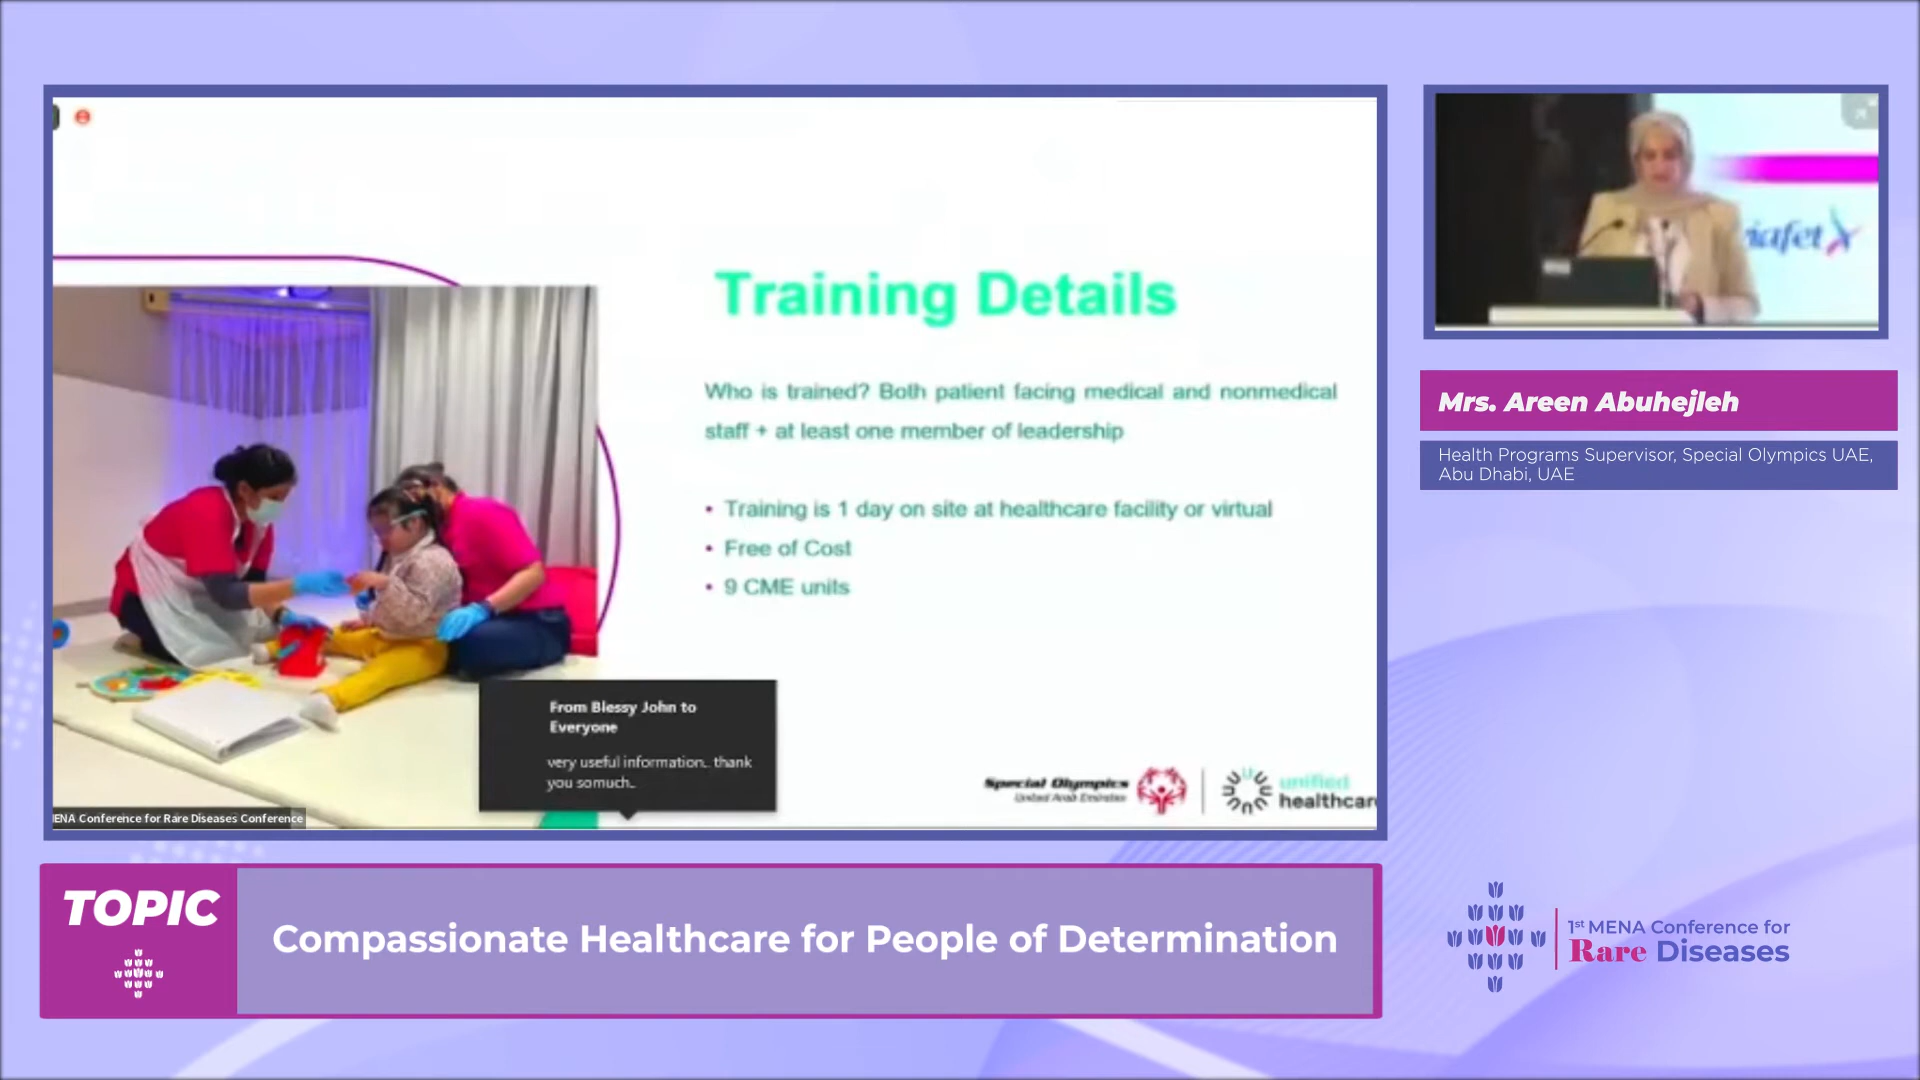 Training Details
Who is trained? Both patient facing medical and nonmedical
staff + at least one member of leadership
• Training is 1 day on site at healthcare facility or virtual
• Free of Cost
• 9 CME units
From Blessy John to
Everyone
very useful information.. thank
you somuch..
ENA Conference for Rare Diseases Conference
Special Olympics
United Arab Emirates
unified
healthcar
Mrs. Areen Abuhejleh
Health Programs Supervisor, Special Olympics UAE,
Abu Dhabi, UAE
TOPIC
Compassionate Healthcare for People of Determination
1st MENA Conference for
Rare Diseases